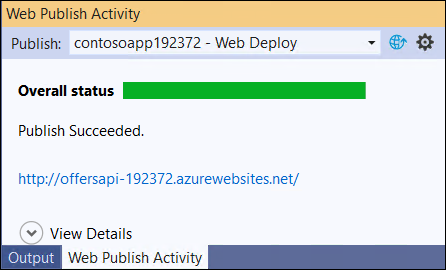 Web Publish Activity
Publish: contosoapp192372 - Web Deploy
Overall status
Publish Succeeded.
http://offersapi-192372.azurewebsites.net/
View Details
Output Web Publish Activity